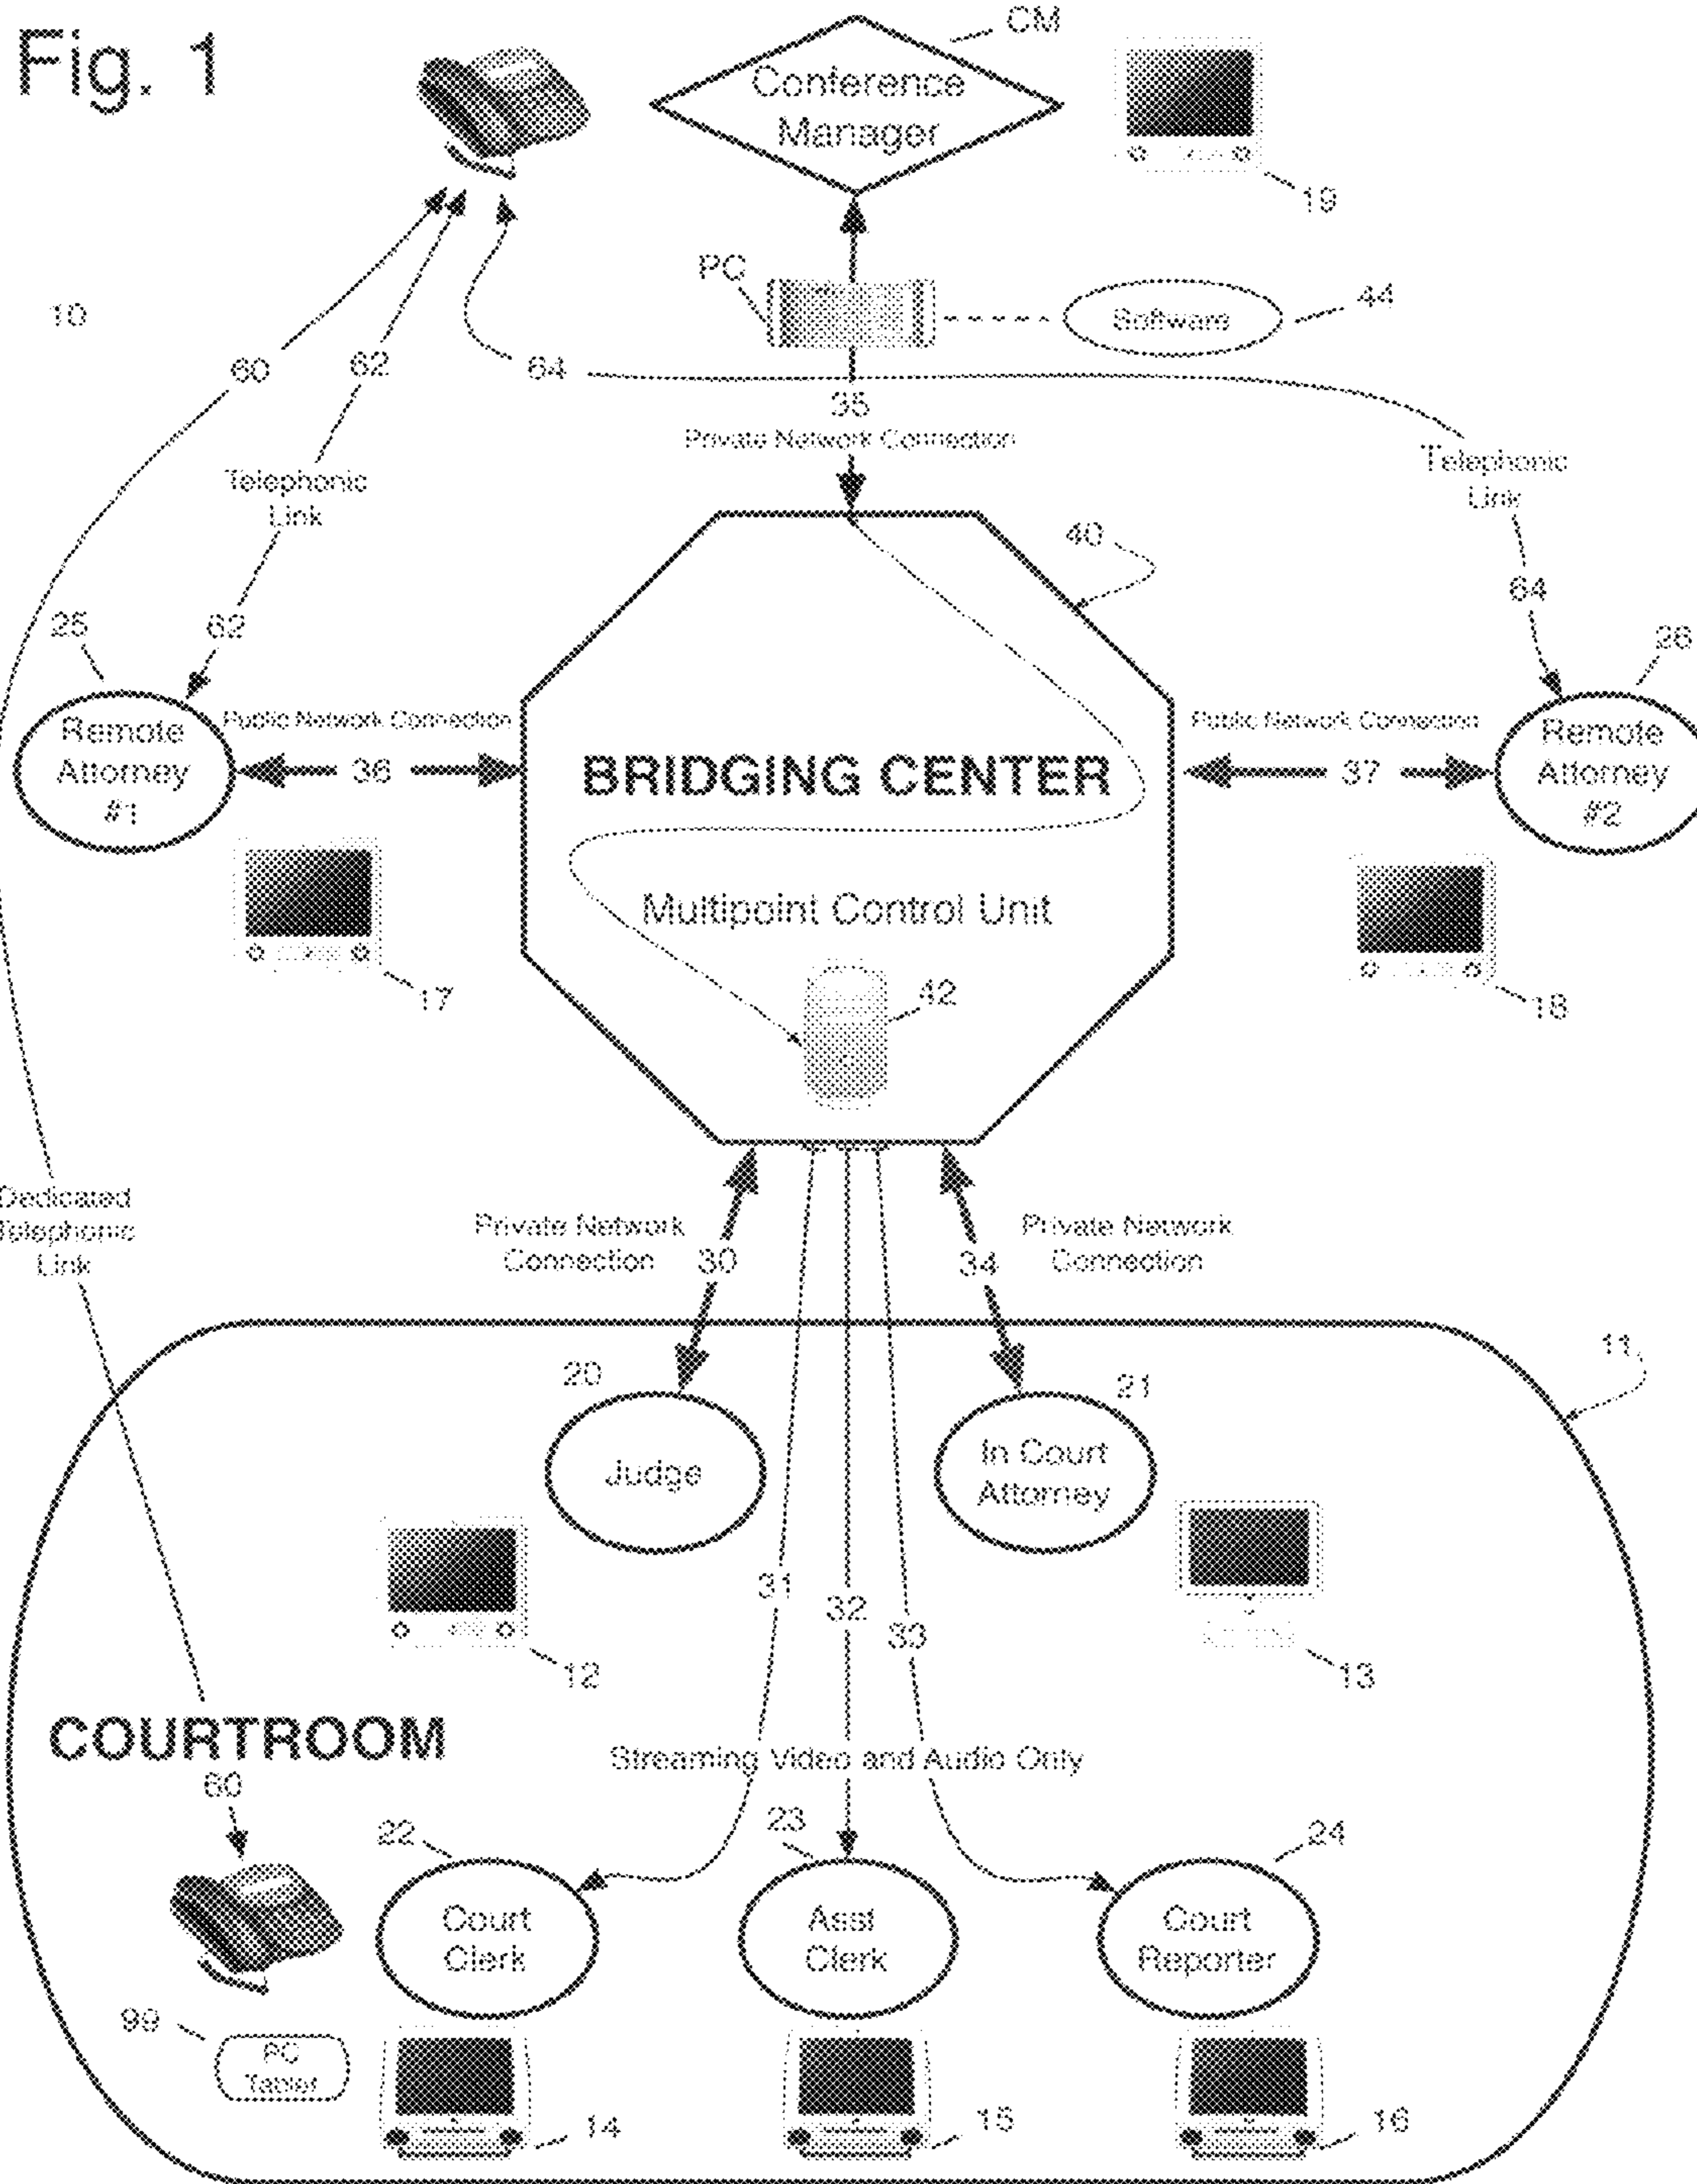 Fig. 1
CM
Conference
Manager
19
PC
Software
44
10
60
62
64
35
Private Network Connection
Telephonic
Link
Telephonic
Link
40
64
25
62
26
Remote
Attorney
#1
Public Network Connection
36
BRIDGING CENTER
Public Network Connection
37
Remote
Attorney
#2
Multipoint Control Unit
17
42
18
Dedicated
Telephonic
Link
Private Network
Connection
30
34
Private Network
Connection
11
20
21
Judge
In Court
Attorney
31
32
33
12
13
COURTROOM
60
Streaming Video and Audio Only
22
23
24
Court
Clerk
Asst
Clerk
Court
Reporter
99
PC
Tablet
14
15
16